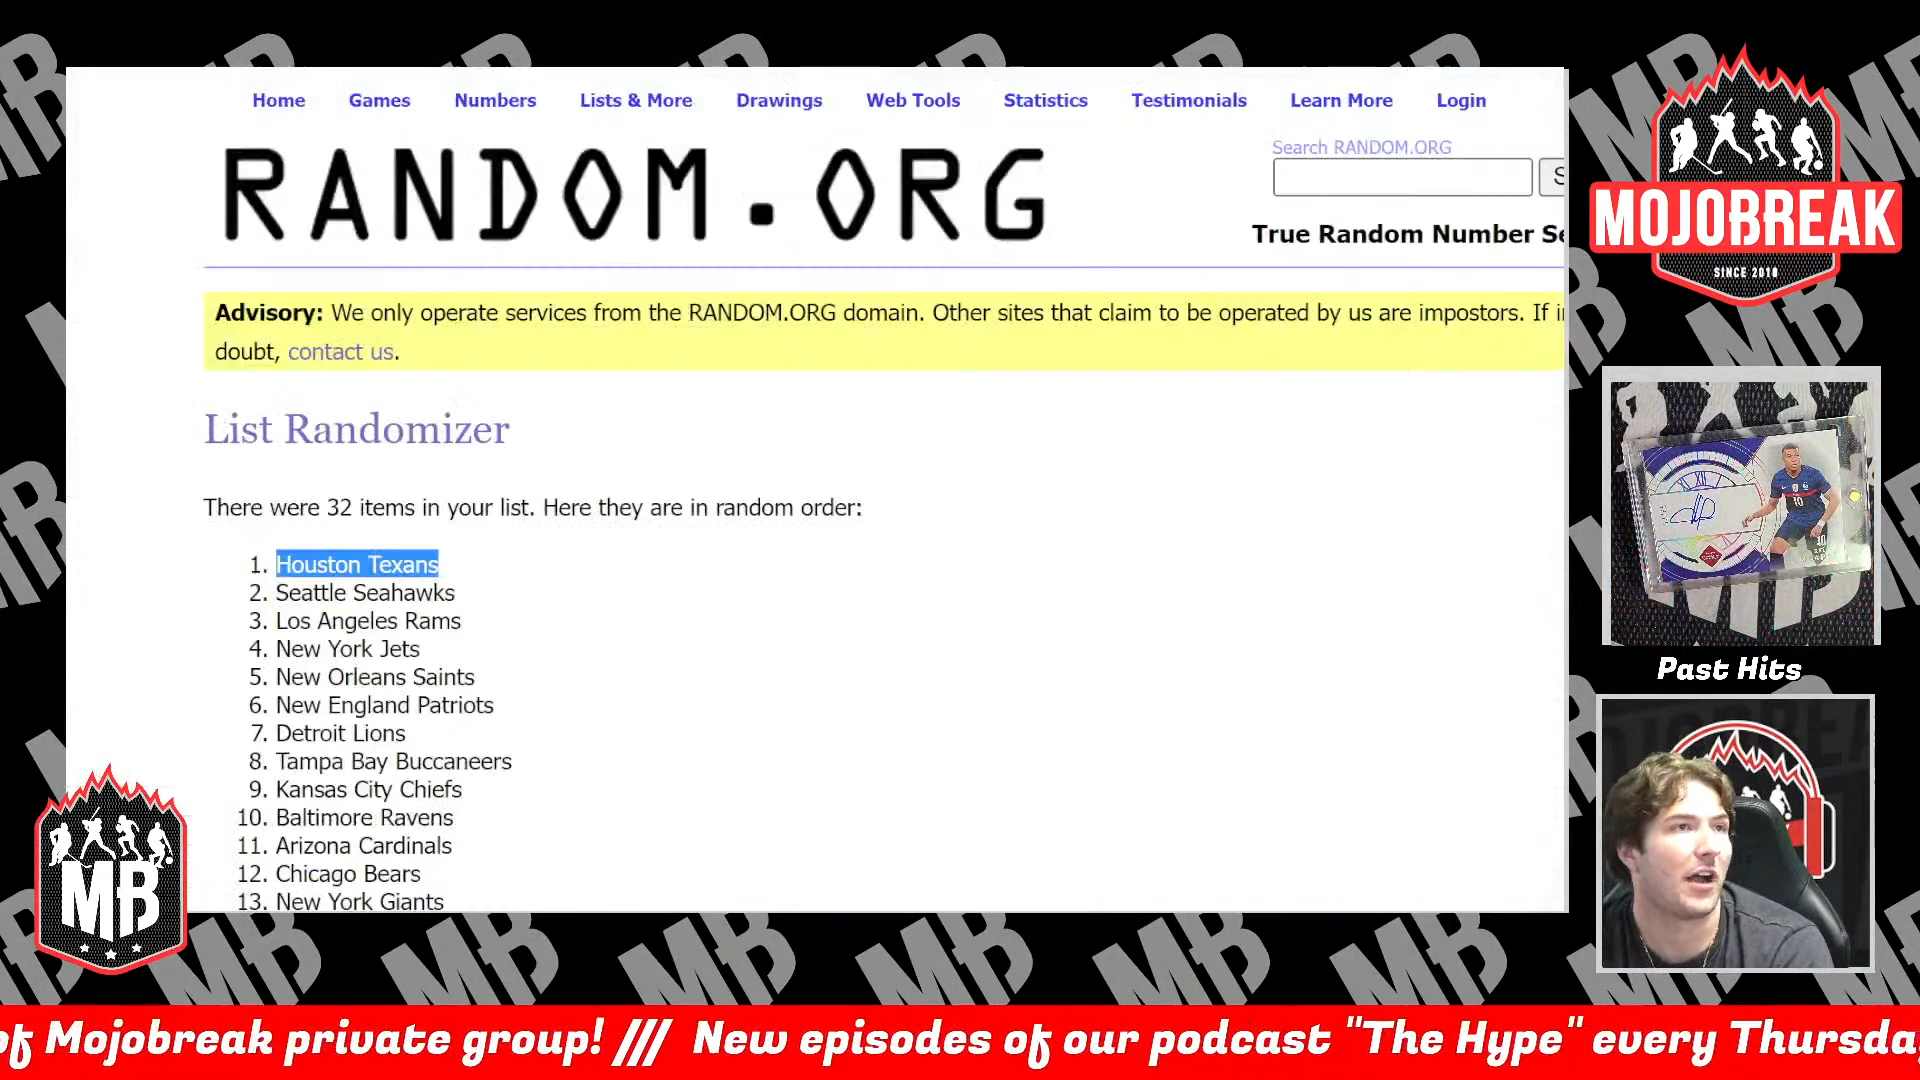 Home Games Numbers Lists & More Drawings Web Tools Statistics Testimonials Learn More Login
RANDOM.ORG
Search RANDOM.ORG
S
True Random Number Se
Advisory: We only operate services from the RANDOM.ORG domain. Other sites that claim to be operated by us are impostors. If in
doubt, contact us.
List Randomizer
There were 32 items in your list. Here they are in random order:
1. Houston Texans
2. Seattle Seahawks
3. Los Angeles Rams
4. New York Jets
5. New Orleans Saints
6. New England Patriots
7. Detroit Lions
8. Tampa Bay Buccaneers
9. Kansas City Chiefs
10. Baltimore Ravens
11. Arizona Cardinals
12. Chicago Bears
13. New York Giants
MOJOBREAK
SINCE 2010
Past Hits
MB
of Mojobreak private group! /// New episodes of our podcast "The Hype" every Thursda